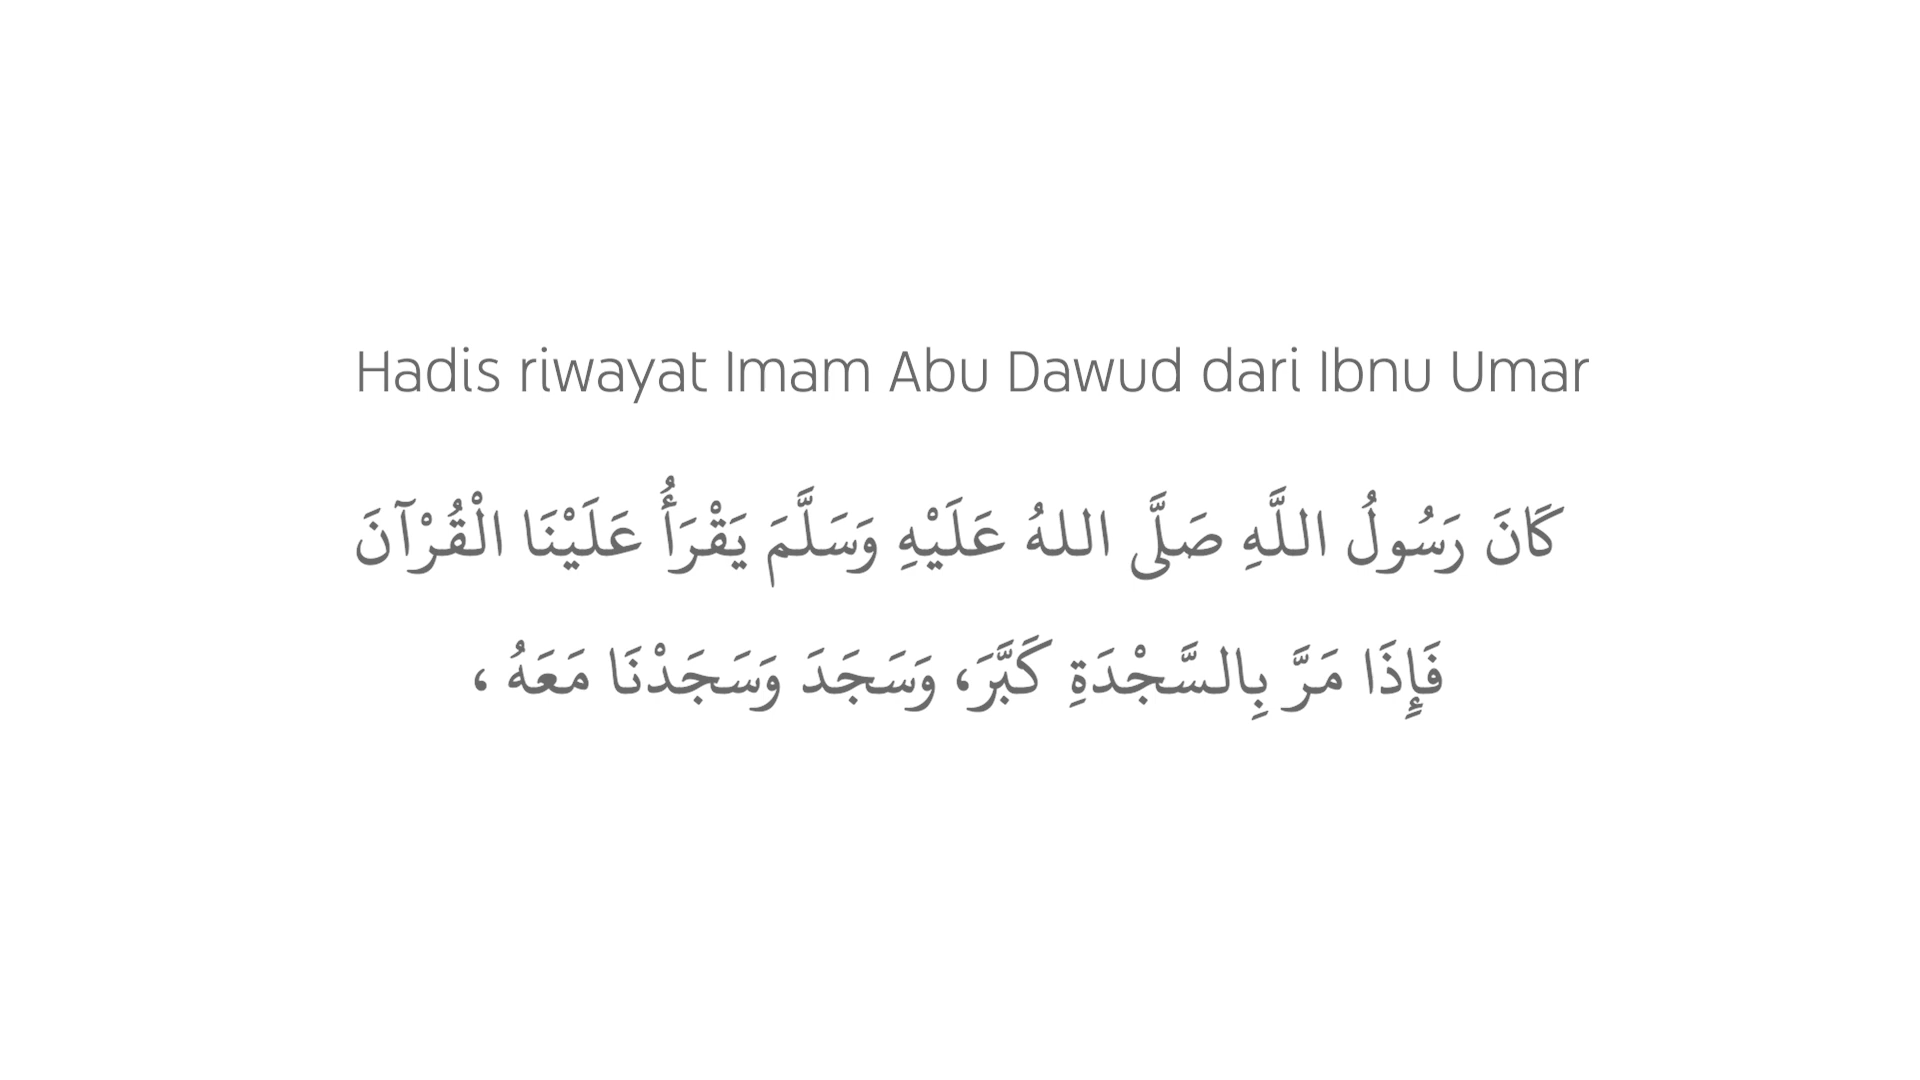 Hadis riwayat Imam Abu Dawud dari Ibnu Umar
كَانَ رَسُولُ اللَّهِ صَلَّى اللهُ عَلَيْهِ وَسَلَّمَ يَقْرَأُ عَلَيْنَا الْقُرْآنَ
فَإِذَا مَرَّ بِالسَّجْدَةِ كَبَّرَ، وَسَجَدَ وَسَجَدْنَا مَعَهُ ،